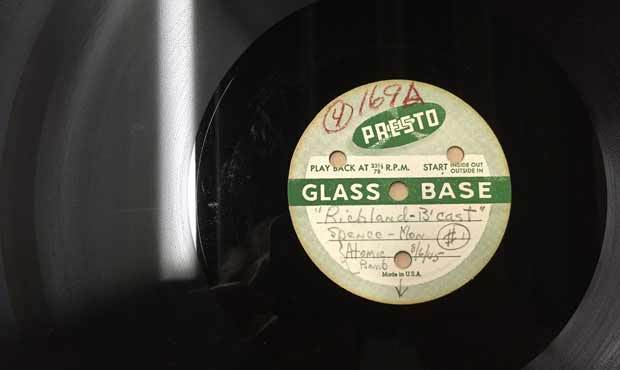 ④ 169A
PRESTO
PLAY BACK AT 33⅓ 78 R.P.M. START INSIDE OUT OUTSIDE IN
GLASS BASE
"Richland-B'cast"
Spence - Mon #1
Atomic 8/6/45
Bomb
Made in U.S.A.